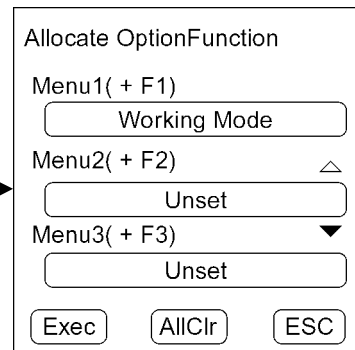 Allocate OptionFunction
Menu1( + F1)
Working Mode
Menu2( + F2)
Unset
Menu3( + F3)
Unset
Exec AllClr ESC